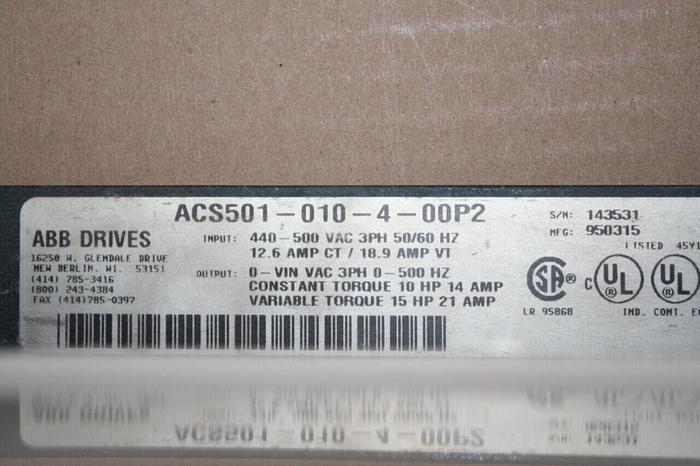 ACS501-010-4-00P2
S/N: 143531
MFG: 950315
ABB DRIVES
16250 W. GLENDALE DRIVE
NEW BERLIN. WI. 53151
(414) 785-3416
(800) 243-4384
FAX (414)785-0397
INPUT: 440-500 VAC 3PH 50/60 HZ
12.6 AMP CT / 18.9 AMP VT
OUTPUT: 0-VIN VAC 3PH 0-500 HZ
CONSTANT TORQUE 10 HP 14 AMP
VARIABLE TORQUE 15 HP 21 AMP
LISTED 45Y1
SA
C UL UL
LR 95868
IND. CONT. E